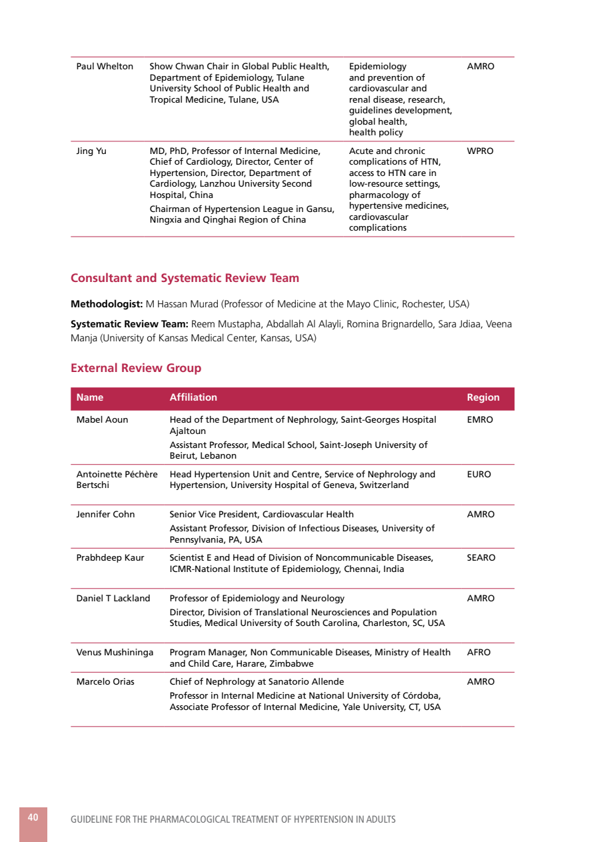 Paul Whelton
Show Chwan Chair in Global Public Health,
Department of Epidemiology, Tulane
University School of Public Health and
Tropical Medicine, Tulane, USA
Epidemiology
and prevention of
cardiovascular and
renal disease, research,
guidelines development,
global health,
health policy
AMRO
Jing Yu
MD, PhD, Professor of Internal Medicine,
Chief of Cardiology, Director, Center of
Hypertension, Director, Department of
Cardiology, Lanzhou University Second
Hospital, China
Chairman of Hypertension League in Gansu,
Ningxia and Qinghai Region of China
Acute and chronic
complications of HTN,
access to HTN care in
low-resource settings,
pharmacology of
hypertensive medicines,
cardiovascular
complications
WPRO
Consultant and Systematic Review Team
Methodologist: M Hassan Murad (Professor of Medicine at the Mayo Clinic, Rochester, USA)
Systematic Review Team: Reem Mustapha, Abdallah Al Alayli, Romina Brignardello, Sara Jdiaa, Veena
Manja (University of Kansas Medical Center, Kansas, USA)
External Review Group
Name Affiliation Region
Mabel Aoun
Head of the Department of Nephrology, Saint-Georges Hospital
Ajaltoun
Assistant Professor, Medical School, Saint-Joseph University of
Beirut, Lebanon
EMRO
Antoinette Péchère
Bertschi
Head Hypertension Unit and Centre, Service of Nephrology and
Hypertension, University Hospital of Geneva, Switzerland
EURO
Jennifer Cohn
Senior Vice President, Cardiovascular Health
Assistant Professor, Division of Infectious Diseases, University of
Pennsylvania, PA, USA
AMRO
Prabhdeep Kaur
Scientist E and Head of Division of Noncommunicable Diseases,
ICMR-National Institute of Epidemiology, Chennai, India
SEARO
Daniel T Lackland
Professor of Epidemiology and Neurology
Director, Division of Translational Neurosciences and Population
Studies, Medical University of South Carolina, Charleston, SC, USA
AMRO
Venus Mushininga
Program Manager, Non Communicable Diseases, Ministry of Health
and Child Care, Harare, Zimbabwe
AFRO
Marcelo Orias
Chief of Nephrology at Sanatorio Allende
Professor in Internal Medicine at National University of Córdoba,
Associate Professor of Internal Medicine, Yale University, CT, USA
AMRO
40 GUIDELINE FOR THE PHARMACOLOGICAL TREATMENT OF HYPERTENSION IN ADULTS